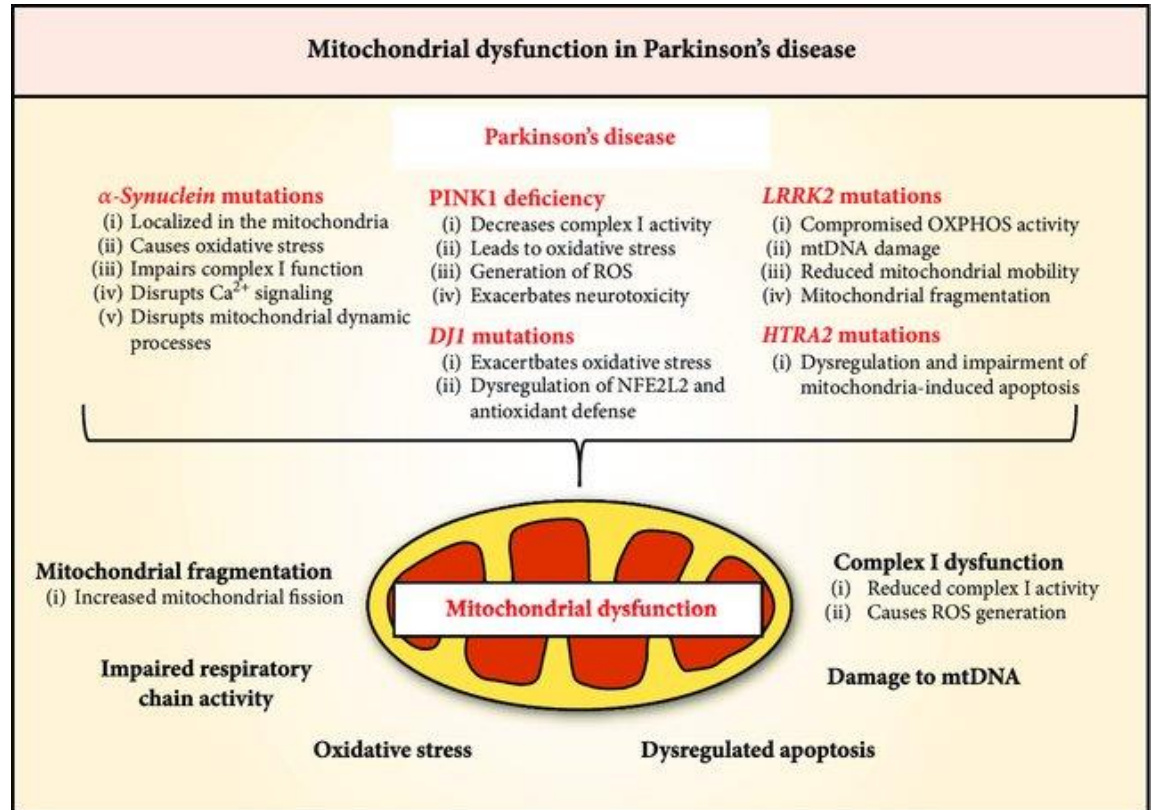 Mitochondrial dysfunction in Parkinson's disease
Parkinson's disease
α-Synuclein mutations
(i) Localized in the mitochondria
(ii) Causes oxidative stress
(iii) Impairs complex I function
(iv) Disrupts Ca²⁺ signaling
(v) Disrupts mitochondrial dynamic
processes
PINK1 deficiency
(i) Decreases complex I activity
(ii) Leads to oxidative stress
(iii) Generation of ROS
(iv) Exacerbates neurotoxicity
DJ1 mutations
(i) Exacertbates oxidative stress
(ii) Dysregulation of NFE2L2 and
antioxidant defense
LRRK2 mutations
(i) Compromised OXPHOS activity
(ii) mtDNA damage
(iii) Reduced mitochondrial mobility
(iv) Mitochondrial fragmentation
HTRA2 mutations
(i) Dysregulation and impairment of
mitochondria-induced apoptosis
Mitochondrial fragmentation
(i) Increased mitochondrial fission
Impaired respiratory
chain activity
Oxidative stress
Mitochondrial dysfunction
Complex I dysfunction
(i) Reduced complex I activity
(ii) Causes ROS generation
Damage to mtDNA
Dysregulated apoptosis